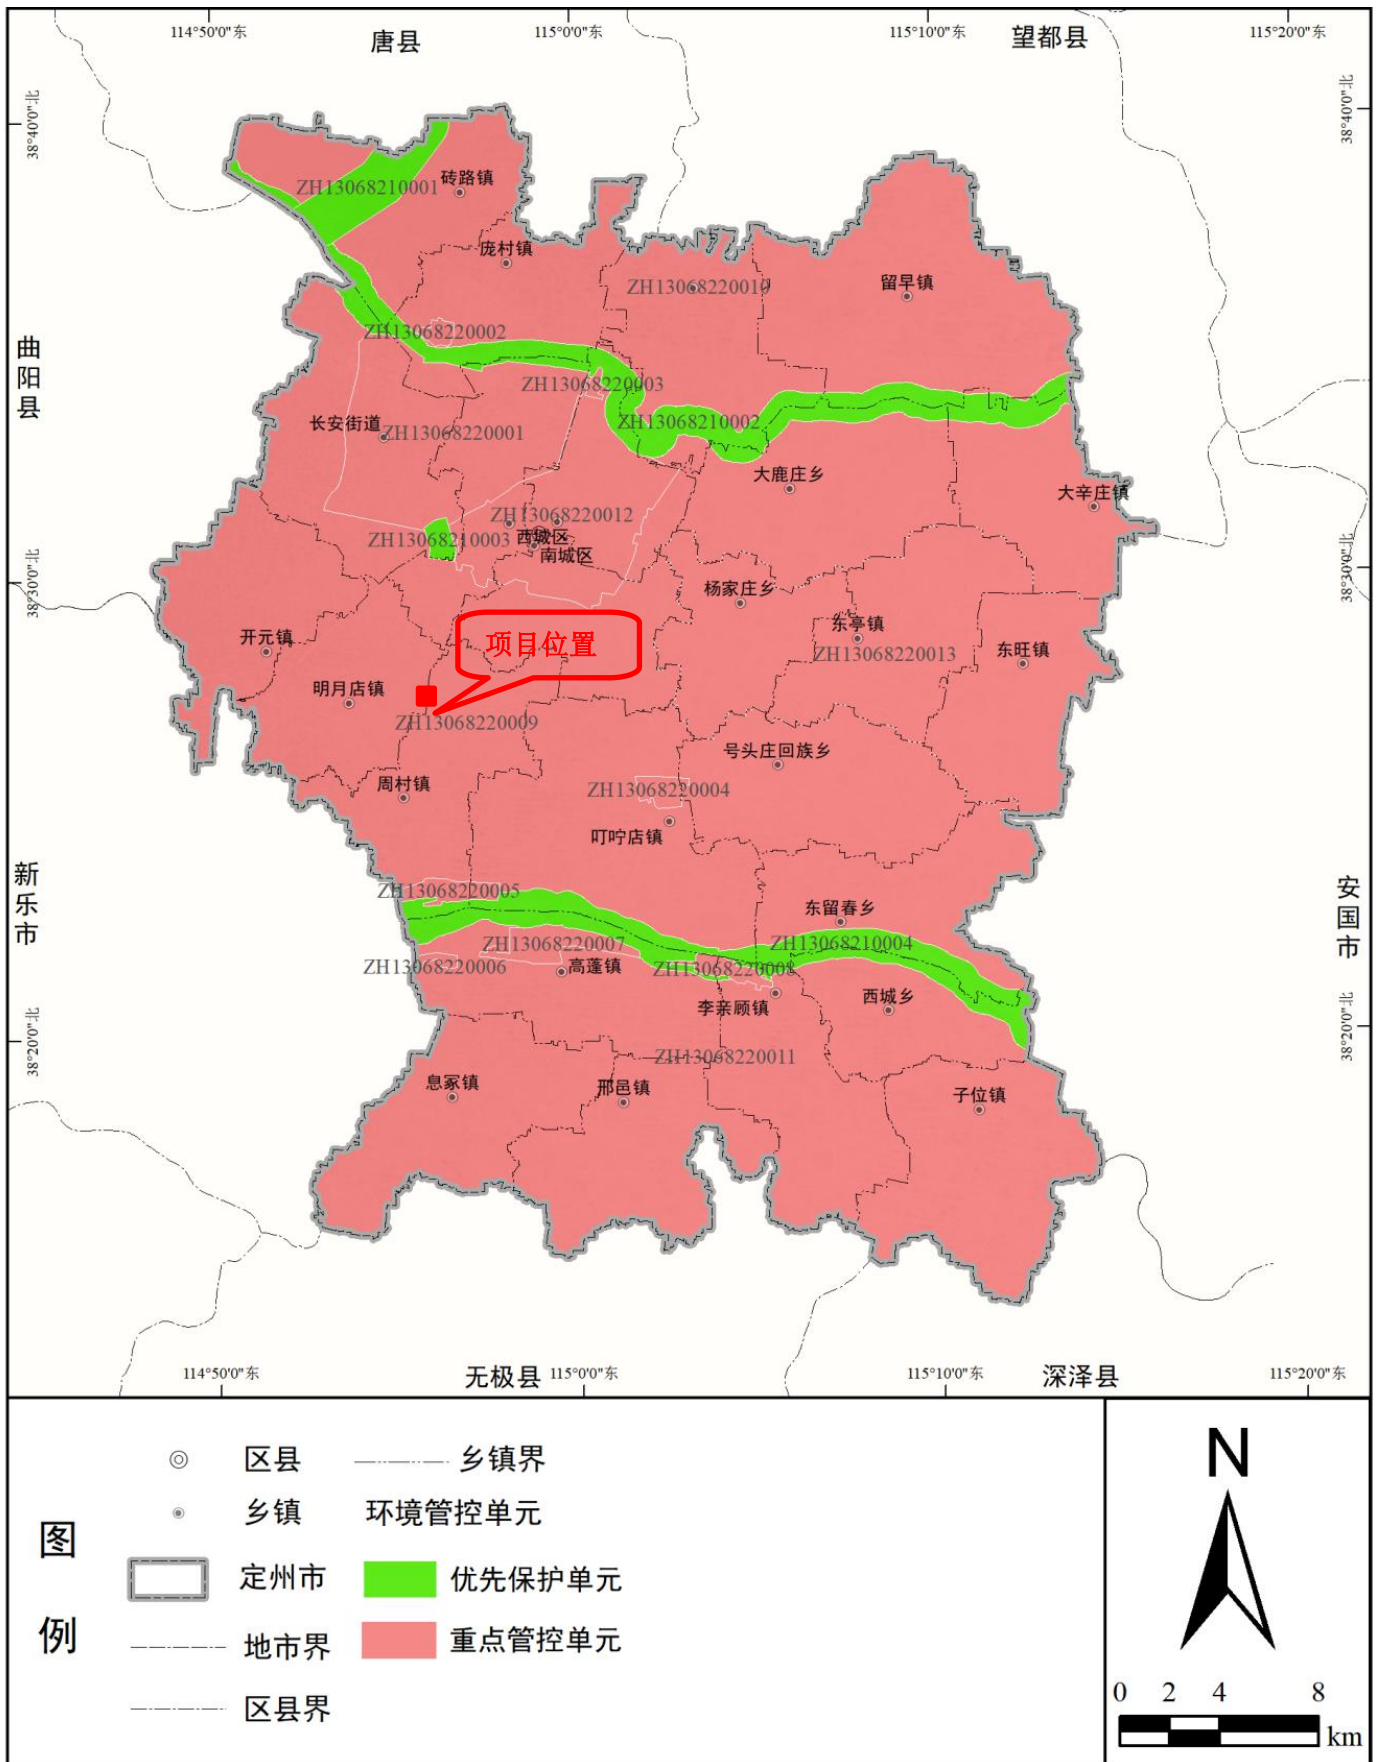 114°50'0"东
唐县
115°0'0"东
115°10'0"东
望都县
115°20'0"东
38°40'0"北
38°40'0"北
ZH13068210001
砖路镇
庞村镇
ZH13068220010
留早镇
ZH13068220002
曲阳县
ZH13068220003
长安街道
ZH13068220001
ZH13068210002
大鹿庄乡
大辛庄镇
ZH13068220012
ZH13068210003
西城区
南城区
38°30'0"北
38°30'0"北
杨家庄乡
开元镇
项目位置
东亭镇
ZH13068220013
东旺镇
明月店镇
ZH13068220009
号头庄回族乡
周村镇
ZH13068220004
叮咛店镇
新乐市
安国市
ZH13068220005
东留春乡
ZH13068220007
ZH13068210004
ZH13068220006
高蓬镇
ZH13068220008
李亲顾镇
西城乡
38°20'0"北
38°20'0"北
ZH13068220011
息冢镇
邢邑镇
子位镇
114°50'0"东
无极县
115°0'0"东
115°10'0"东
深泽县
115°20'0"东
图例
区县
乡镇界
乡镇
环境管控单元
定州市
优先保护单元
地市界
重点管控单元
区县界
N
0 2 4 8
km